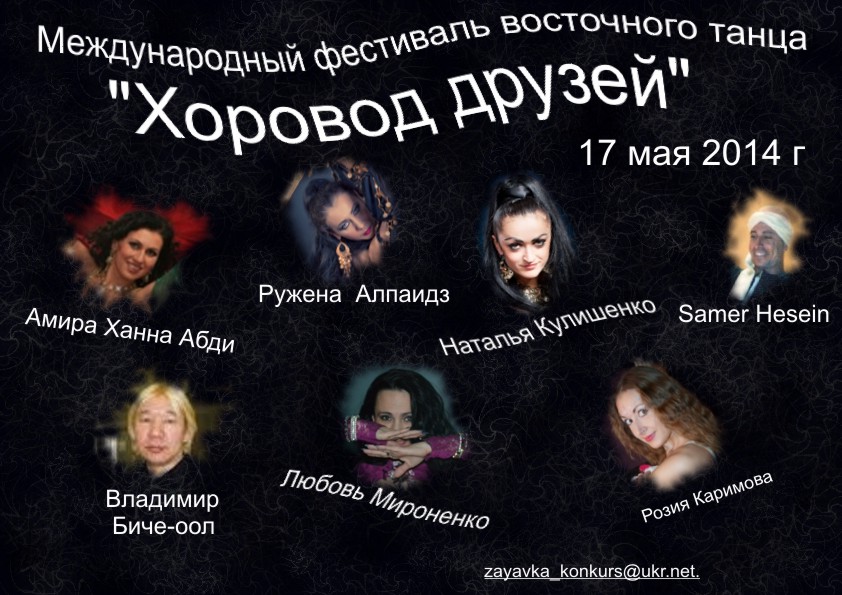 Международный фестиваль восточного танца
"Хоровод друзей"
17 мая 2014 г
Амира Ханна Абди
Ружена Алпаидз
Наталья Кулишенко
Samer Hesein
Владимир
Биче-оол
Любовь Мироненко
Розия Каримова
zayavka_konkurs@ukr.net.